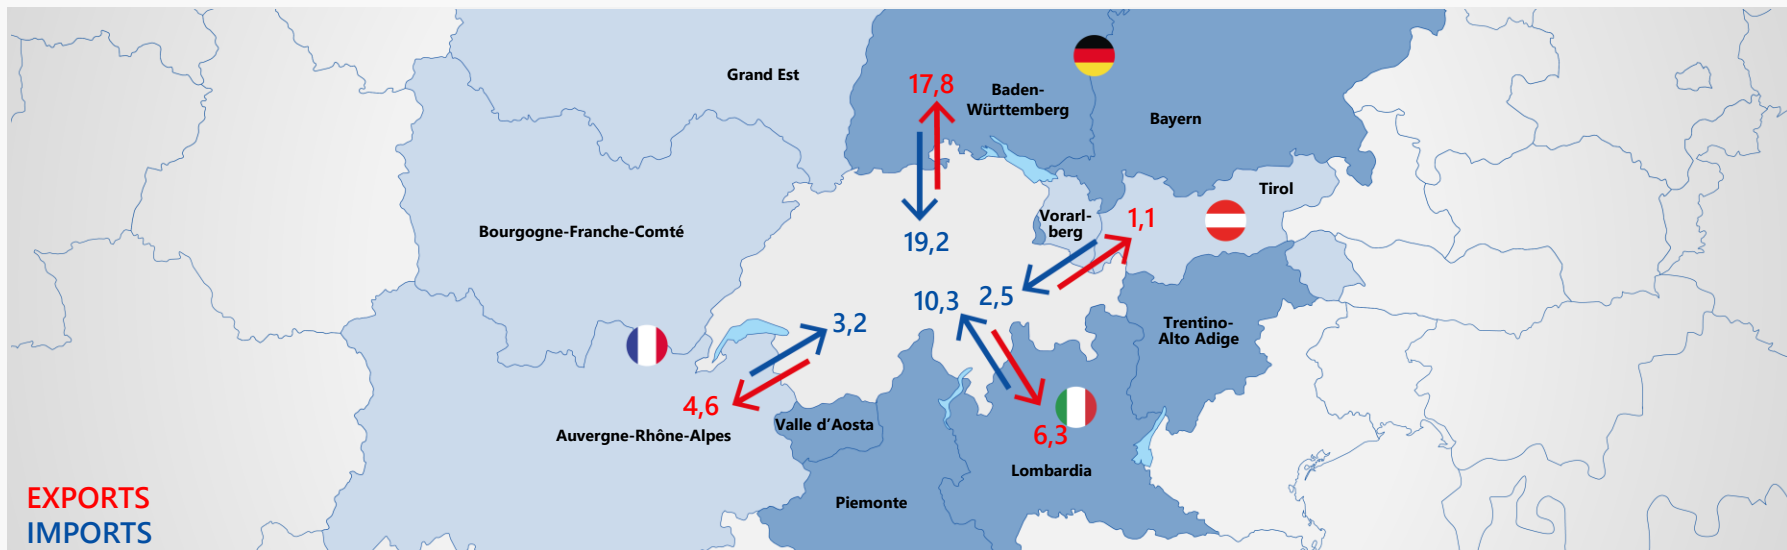 Grand Est
17,8
Baden-
Württemberg
Bayern
Tirol
Vorarl-
berg
1,1
Bourgogne-Franche-Comté
19,2
10,3
2,5
3,2
Trentino-
Alto Adige
4,6
Valle d’Aosta
Auvergne-Rhône-Alpes
6,3
Lombardia
Piemonte
EXPORTS
IMPORTS